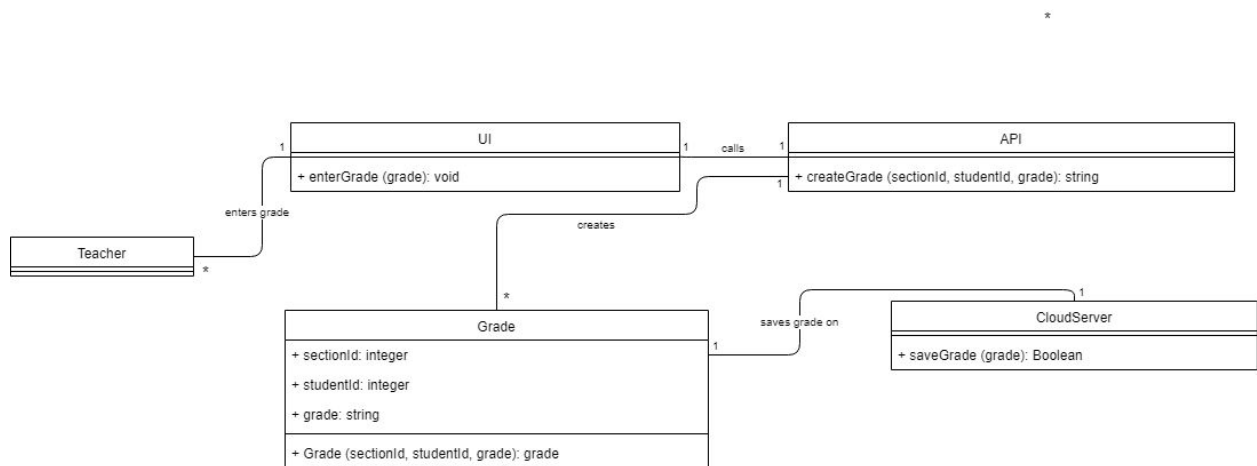 *
UI
API
1
1
calls
1
+ enterGrade (grade): void
+ createGrade (sectionId, studentId, grade): string
1
enters grade
creates
Teacher
*
*
1
saves grade on
CloudServer
Grade
1
+ sectionId: integer
+ saveGrade (grade): Boolean
+ studentId: integer
+ grade: string
+ Grade (sectionId, studentId, grade): grade